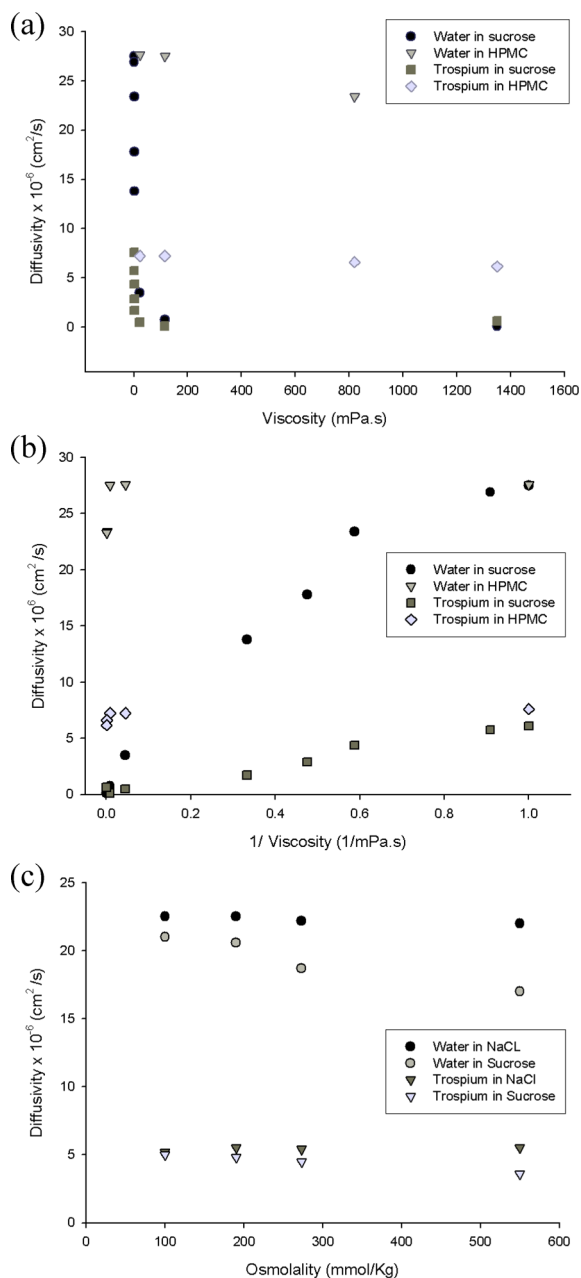 (a)
30
25
20
15
10
5
0
Diffusivity x 10⁻⁶ (cm²/s)
Water in sucrose
Water in HPMC
Trospium in sucrose
Trospium in HPMC
0 200 400 600 800 1000 1200 1400 1600
Viscosity (mPa.s)
(b)
30
25
20
15
10
5
0
Diffusivity x 10⁶ (cm²/s)
Water in sucrose
Water in HPMC
Trospium in sucrose
Trospium in HPMC
0.0 0.2 0.4 0.6 0.8 1.0
1/ Viscosity (1/mPa.s)
(c)
25
20
15
10
5
0
Diffusivity x 10⁻⁶ (cm²/s)
Water in NaCL
Water in Sucrose
Trospium in NaCl
Trospium in Sucrose
0 100 200 300 400 500 600
Osmolality (mmol/Kg)